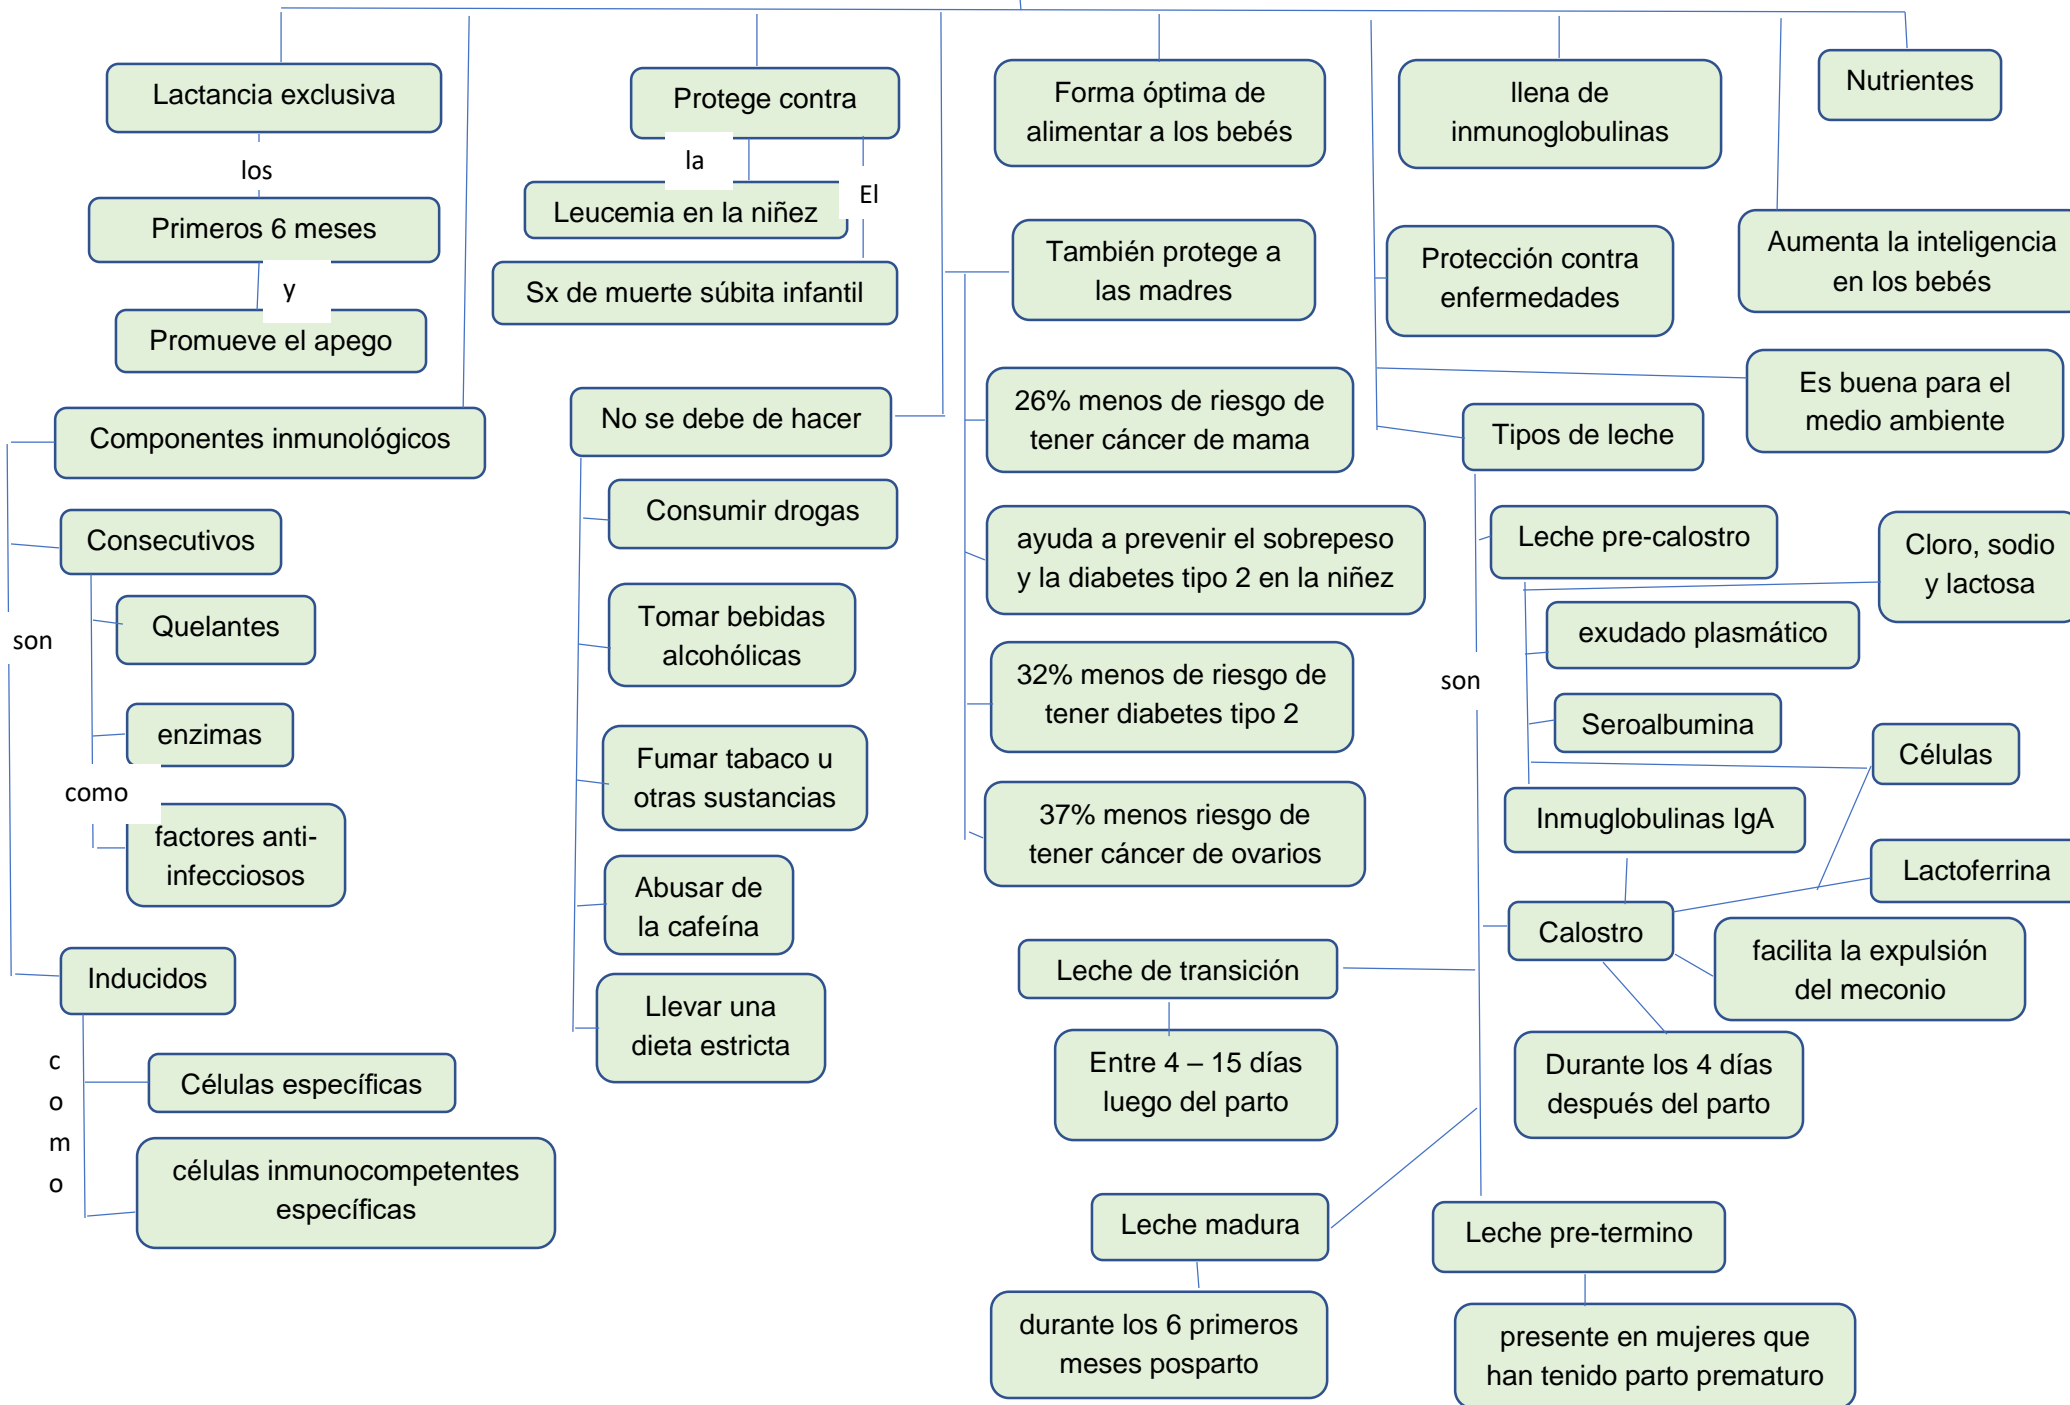 Lactancia exclusiva
los
Primeros 6 meses
y
Promueve el apego
Protege contra
la
El
Leucemia en la niñez
Sx de muerte súbita infantil
Forma óptima de
alimentar a los bebés
llena de
inmunoglobulinas
Nutrientes
También protege a
las madres
Protección contra
enfermedades
Aumenta la inteligencia
en los bebés
Es buena para el
medio ambiente
Componentes inmunológicos
son
Consecutivos
Quelantes
enzimas
como
factores anti-
infecciosos
Inducidos
c
o
m
o
Células específicas
células inmunocompetentes
específicas
No se debe de hacer
Consumir drogas
Tomar bebidas
alcohólicas
Fumar tabaco u
otras sustancias
Abusar de
la cafeína
Llevar una
dieta estricta
26% menos de riesgo de
tener cáncer de mama
ayuda a prevenir el sobrepeso
y la diabetes tipo 2 en la niñez
32% menos de riesgo de
tener diabetes tipo 2
37% menos riesgo de
tener cáncer de ovarios
Tipos de leche
son
Leche pre-calostro
Cloro, sodio
y lactosa
exudado plasmático
Seroalbumina
Células
Inmuglobulinas IgA
Lactoferrina
Calostro
facilita la expulsión
del meconio
Durante los 4 días
después del parto
Leche de transición
Entre 4 – 15 días
luego del parto
Leche madura
durante los 6 primeros
meses posparto
Leche pre-termino
presente en mujeres que
han tenido parto prematuro